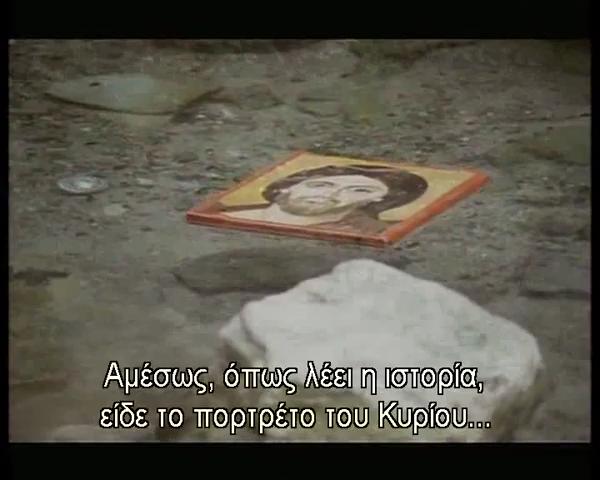 Αμέσως, όπως λέει η ιστορία,
είδε το πορτρέτο του Κυρίου...